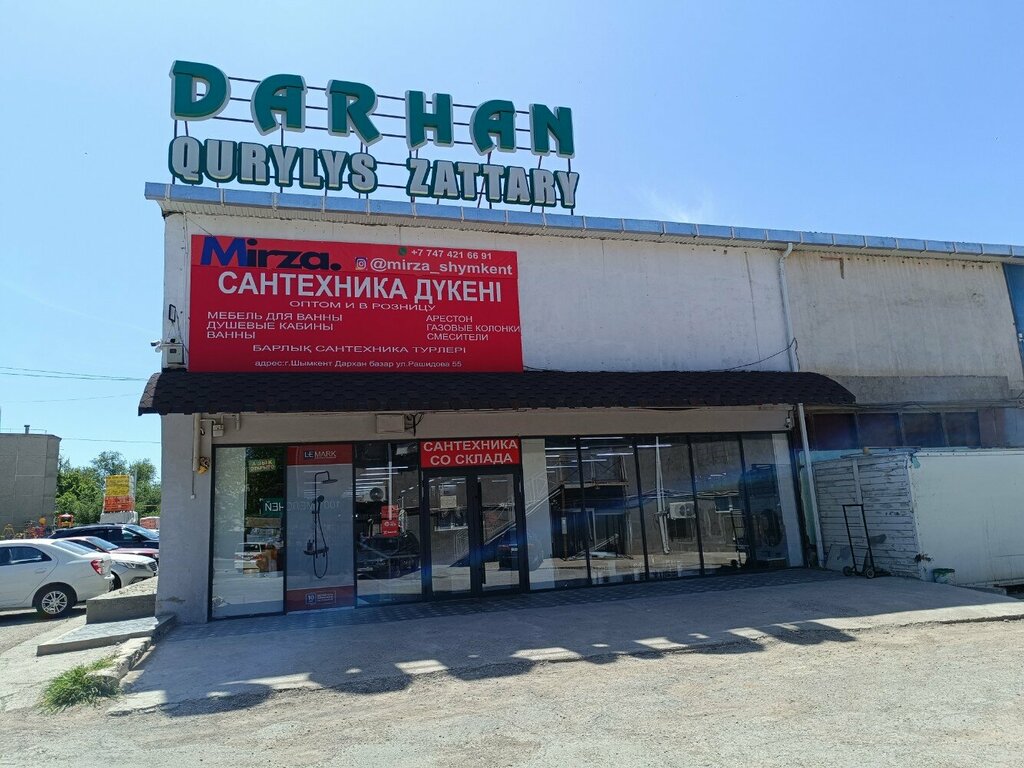 DARHAN
QURYLYS ZATTARY
Mirza.
+7 747 421 66 91
@mirza_shymkent
САНТЕХНИКА ДҮКЕНІ
ОПТОМ И В РОЗНИЦУ
МЕБЕЛЬ ДЛЯ ВАННЫ
ДУШЕВЫЕ КАБИНЫ
ВАННЫ
АРЕСТОН
ГАЗОВЫЕ КОЛОНКИ
СМЕСИТЕЛИ
БАРЛЫҚ САНТЕХНИКА ТУРЛЕРІ
адрес:г.Шымкент Дархан базар ул.Рашидова 55
САНТЕХНИКА
СО СКЛАДА
LEMARK